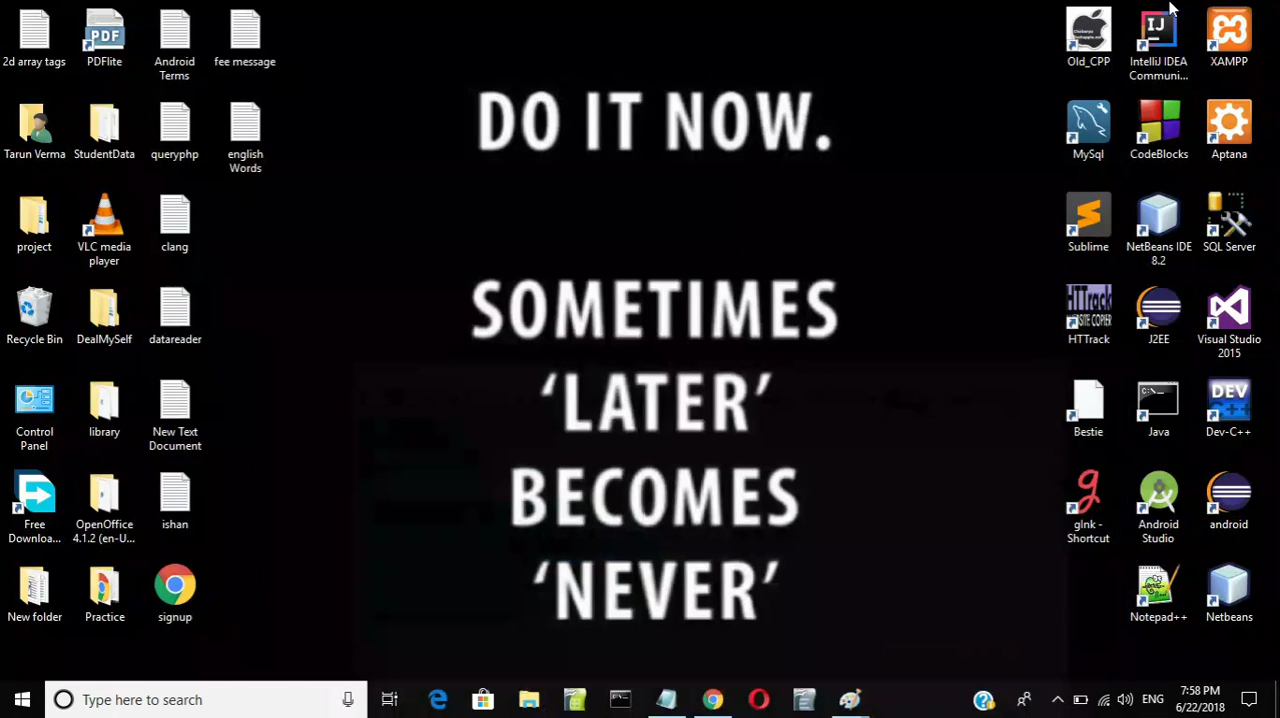 2d array tags
PDFlite
Android
Terms
fee message
Tarun Verma
StudentData
queryphp
english
Words
project
VLC media
player
clang
Recycle Bin
DealMySelf
datareader
Control
Panel
library
New Text
Document
Free
Downloa...
OpenOffice
4.1.2 (en-U...
ishan
New folder
Practice
signup
DO IT NOW.
SOMETIMES
‘LATER’
BECOMES
‘NEVER’
Old_CPP
IntelliJ IDEA
Communi...
XAMPP
MySql
CodeBlocks
Aptana
Sublime
NetBeans IDE
8.2
SQL Server
HTTrack
J2EE
Visual Studio
2015
Bestie
Java
Dev-C++
glnk -
Shortcut
Android
Studio
android
Notepad++
Netbeans
Type here to search
ENG
7:58 PM
6/22/2018